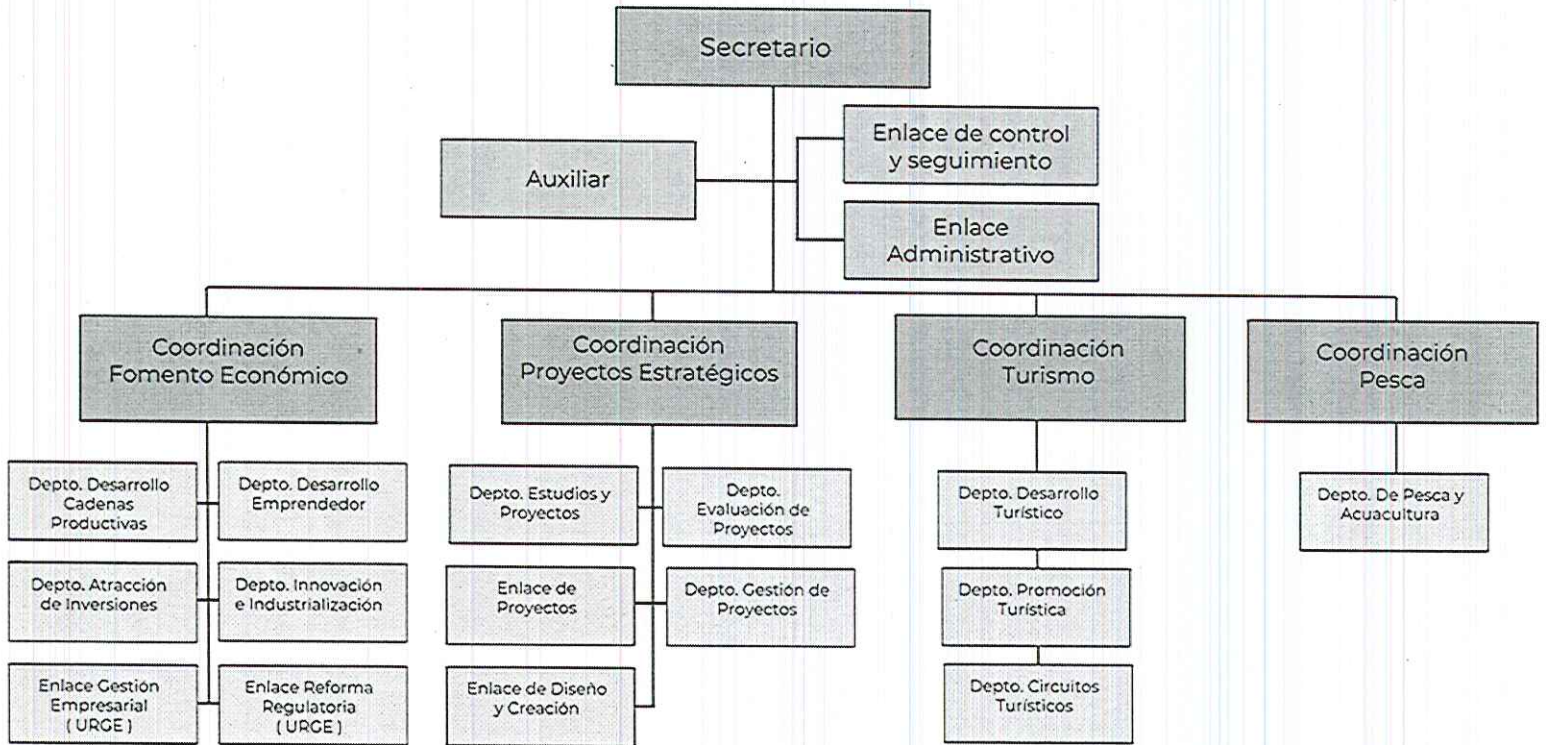 Secretario
Enlace de control
y seguimiento
Auxiliar
Enlace
Administrativo
Coordinación
Fomento Económico
Coordinación
Proyectos Estratégicos
Coordinación
Turismo
Coordinación
Pesca
Depto. Desarrollo
Cadenas
Productivas
Depto. Desarrollo
Emprendedor
Depto. Atracción
de Inversiones
Depto. Innovación
e Industrialización
Enlace Gestión
Empresarial
( URGE )
Enlace Reforma
Regulatoria
( URGE )
Depto. Estudios y
Proyectos
Depto.
Evaluación de
Proyectos
Enlace de
Proyectos
Depto. Gestión de
Proyectos
Enlace de Diseño
y Creación
Depto. Desarrollo
Turístico
Depto. Promoción
Turística
Depto. Circuitos
Turísticos
Depto. De Pesca y
Acuacultura